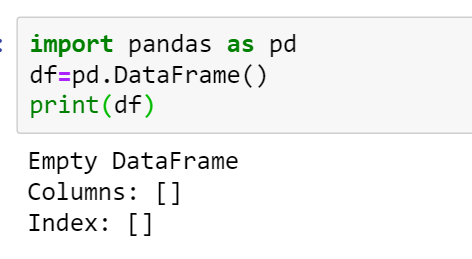 import pandas as pd
df=pd.DataFrame()
print(df)
Empty DataFrame
Columns: []
Index: []